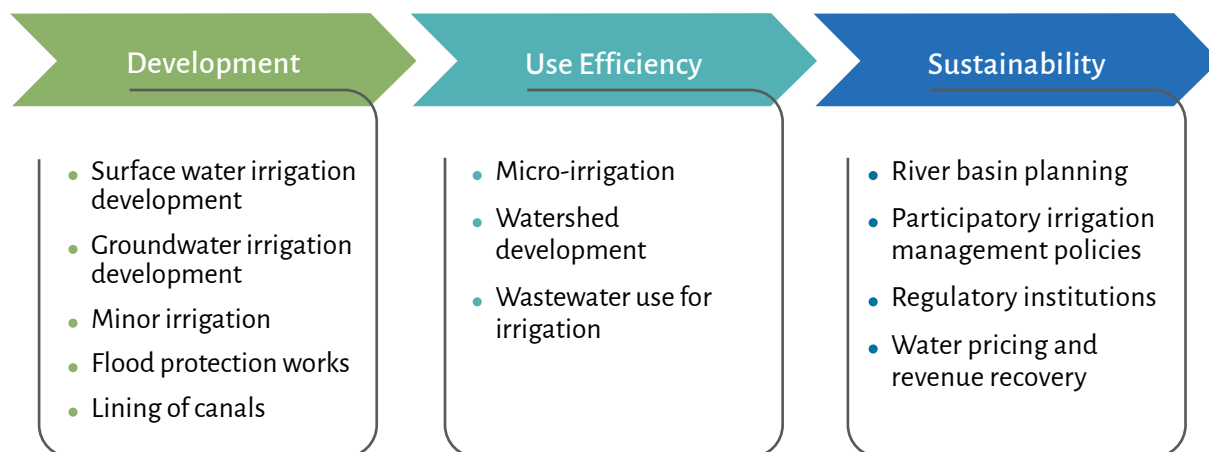 Development
Surface water irrigation
development
Groundwater irrigation
development
Minor irrigation
Flood protection works
Lining of canals
Use Efficiency
Micro-irrigation
Watershed
development
Wastewater use for
irrigation
Sustainability
River basin planning
Participatory irrigation
management policies
Regulatory institutions
Water pricing and
revenue recovery